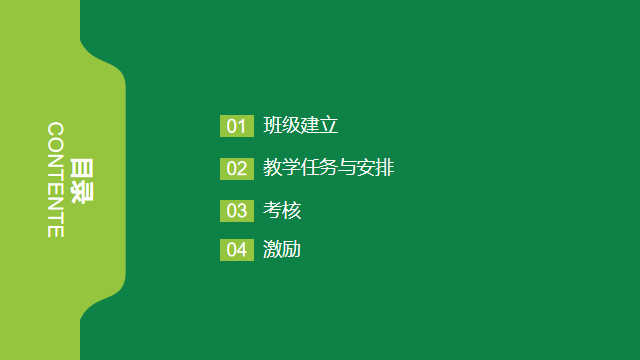 目录
CONTENTE
01 班级建立
02 教学任务与安排
03 考核
04 激励